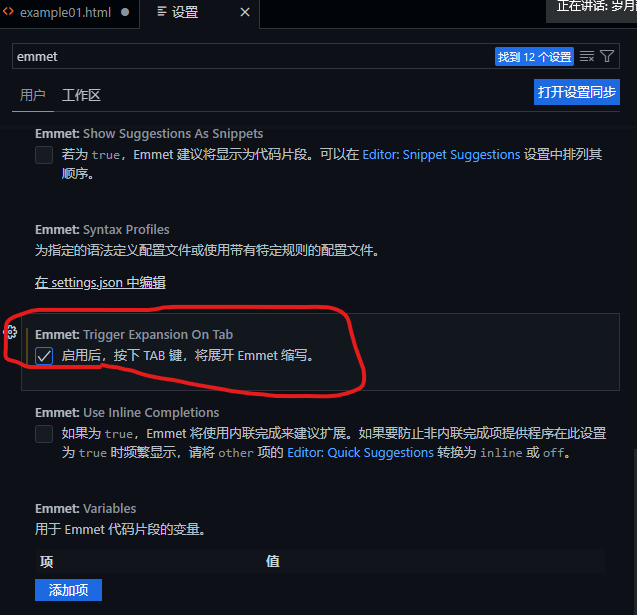 example01.html
设置
正在讲话: 岁月
emmet
找到 12 个设置
用户
工作区
打开设置同步
Emmet: Show Suggestions As Snippets
若为 true，Emmet 建议将显示为代码片段。可以在 Editor: Snippet Suggestions 设置中排列其
顺序。
Emmet: Syntax Profiles
为指定的语法定义配置文件或使用带有特定规则的配置文件。
在 settings.json 中编辑
Emmet: Trigger Expansion On Tab
启用后，按下 TAB 键，将展开 Emmet 缩写。
Emmet: Use Inline Completions
如果为 true，Emmet 将使用内联完成来建议扩展。如果要防止非内联完成项提供程序在此设置
为 true 时频繁显示，请将 other 项的 Editor: Quick Suggestions 转换为 inline 或 off。
Emmet: Variables
用于 Emmet 代码片段的变量。
项
值
添加项